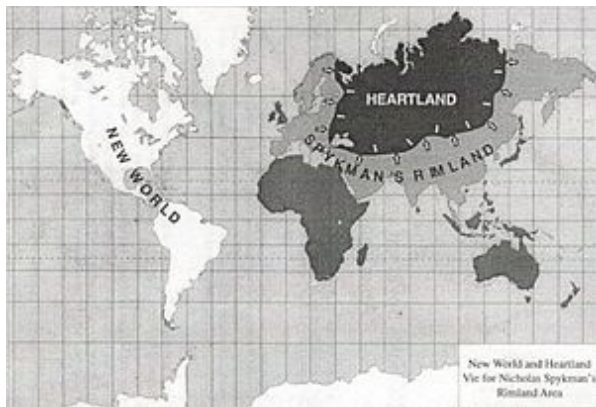 HEARTLAND
NEW WORLD
SPYKMAN'S RIMLAND
New World and Heartland
Vie for Nicholas Spykman's
Rimland Area